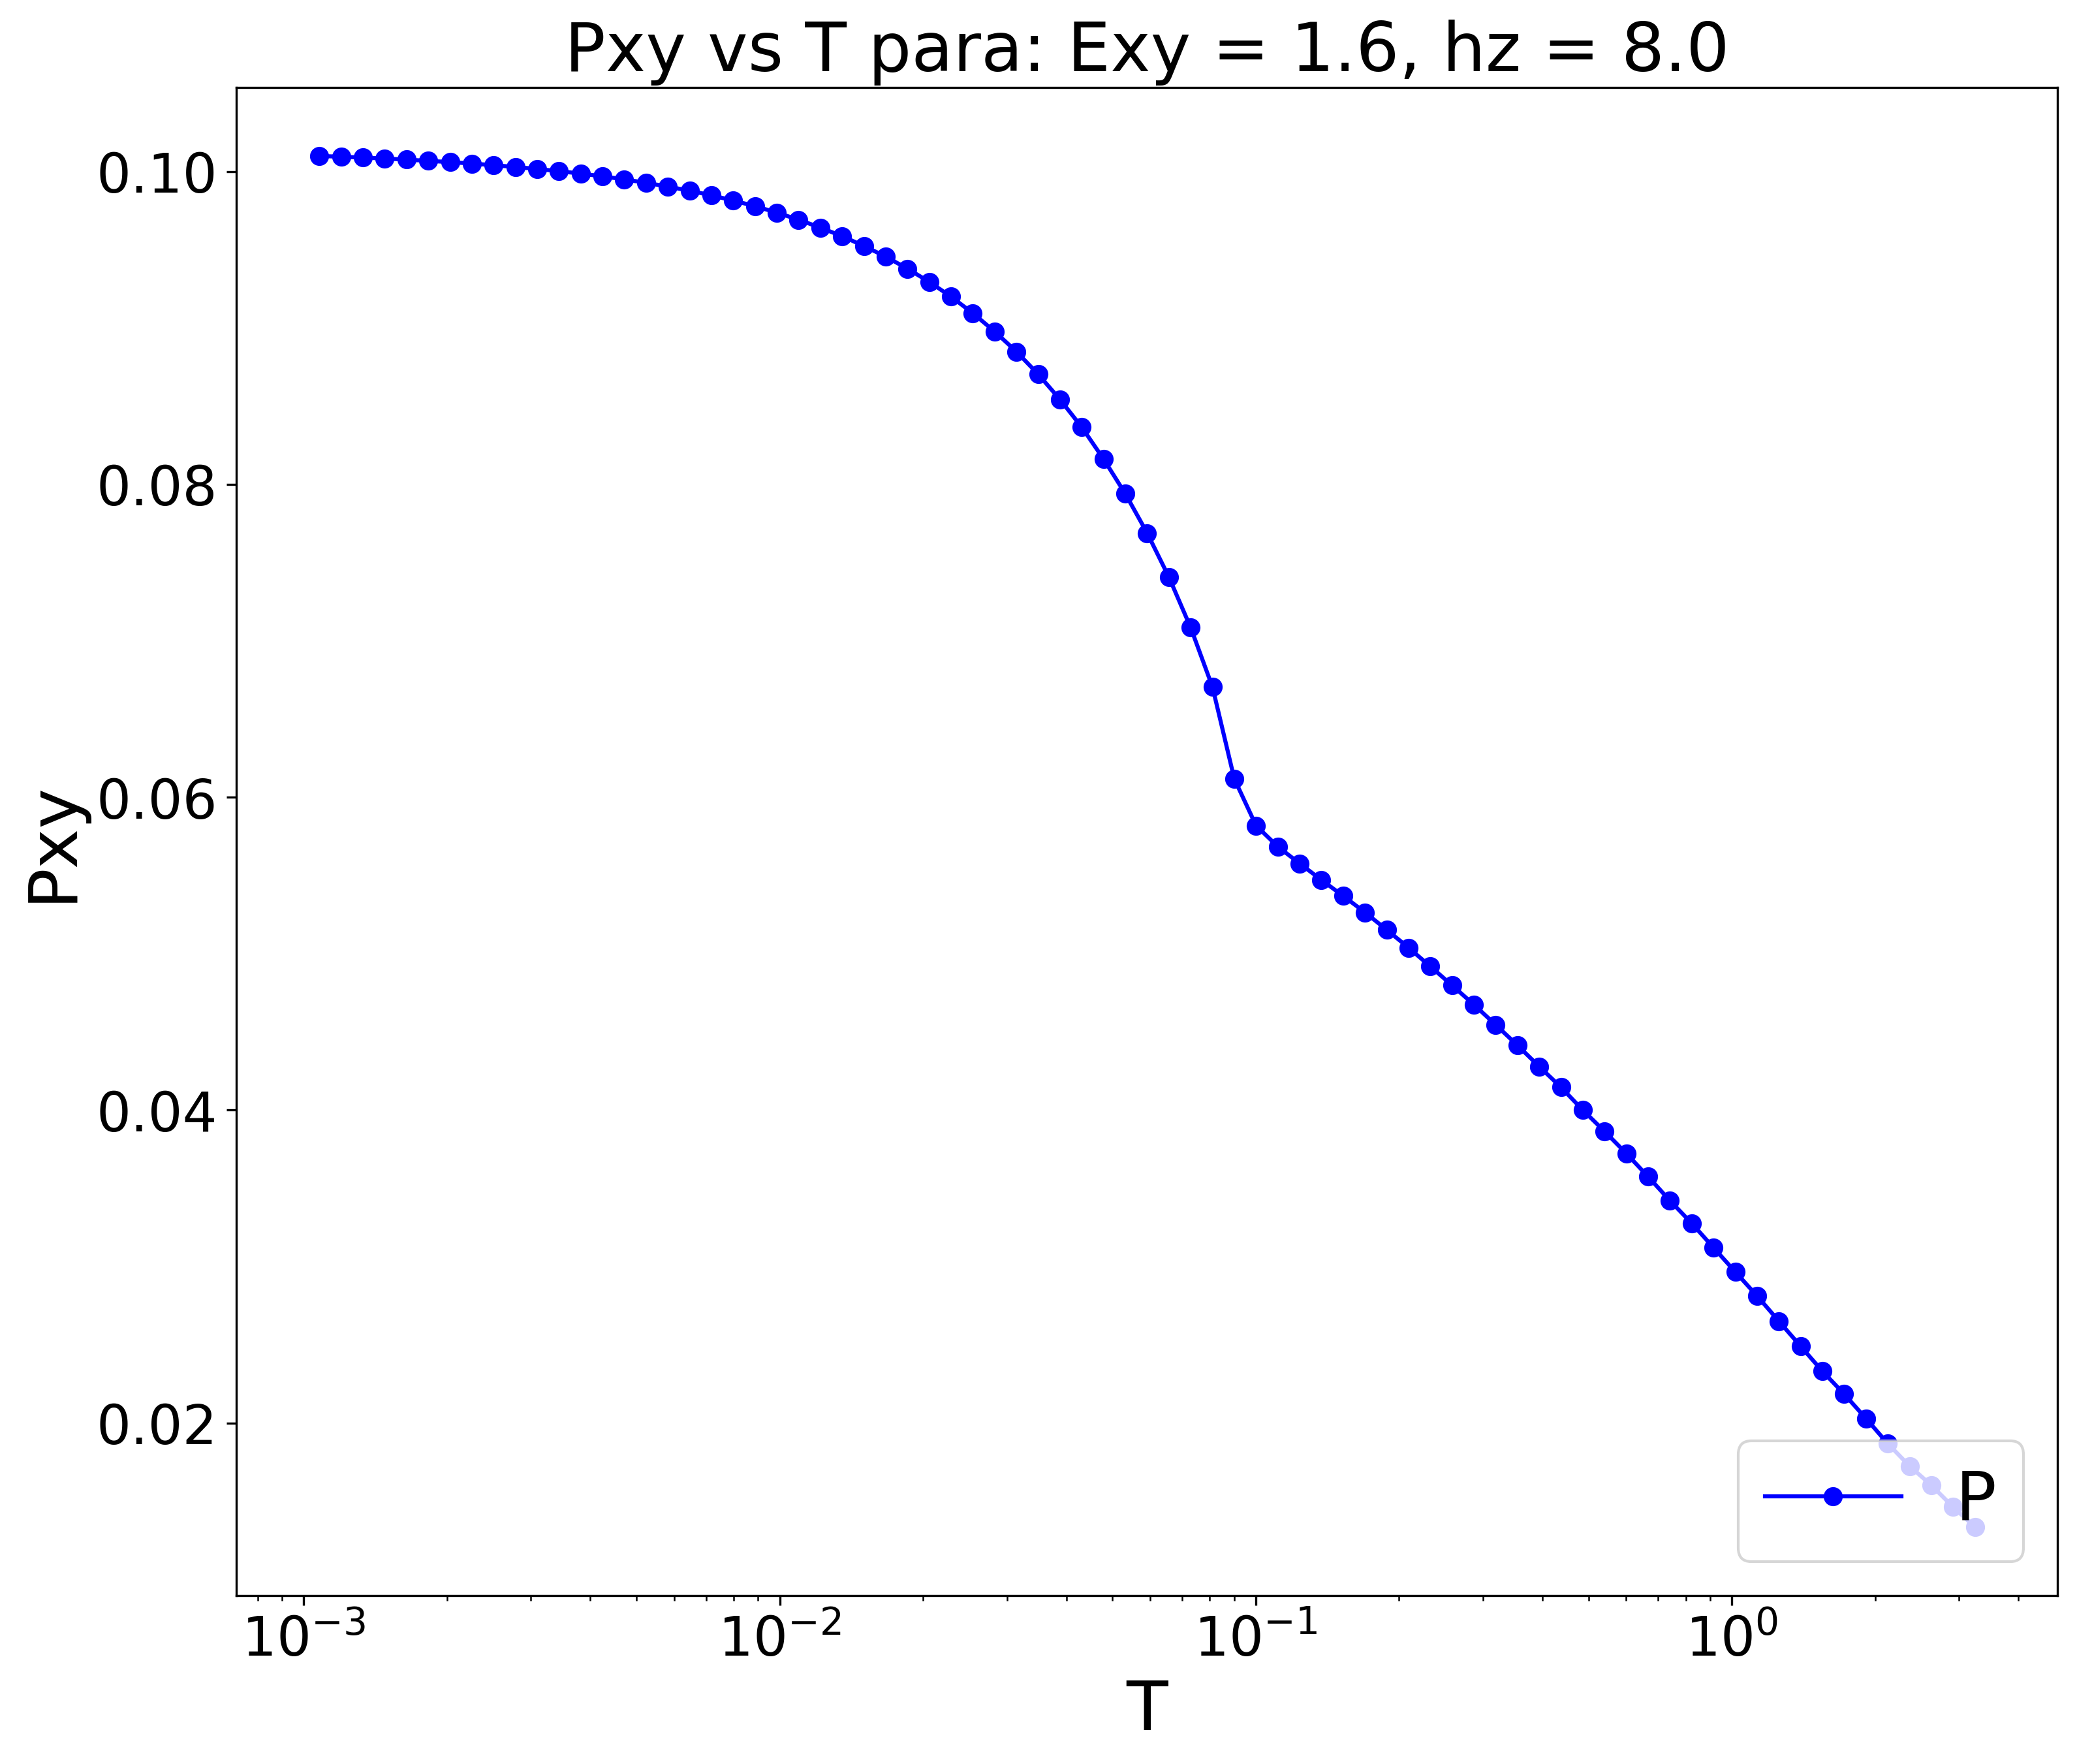 Pxy vs T para: Exy = 1.6, hz = 8.0
0.10
0.08
0.06
0.04
0.02
Pxy
P
10⁻³ 10⁻² 10⁻¹ 10⁰
T